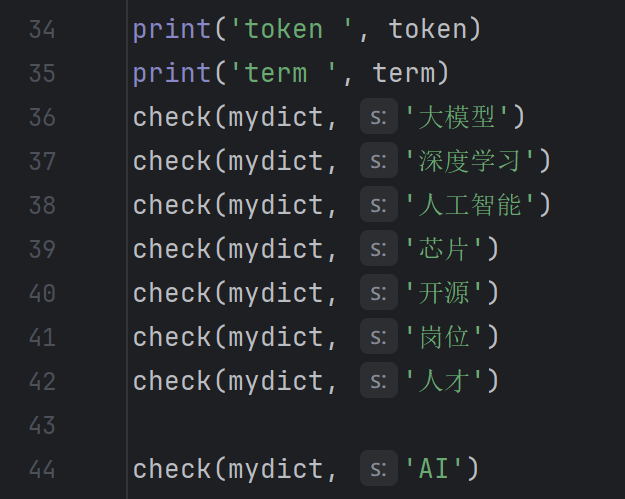 34 print('token ', token)
35 print('term ', term)
36 check(mydict, s: '大模型')
37 check(mydict, s: '深度学习')
38 check(mydict, s: '人工智能')
39 check(mydict, s: '芯片')
40 check(mydict, s: '开源')
41 check(mydict, s: '岗位')
42 check(mydict, s: '人才')
43
44 check(mydict, s: 'AI')